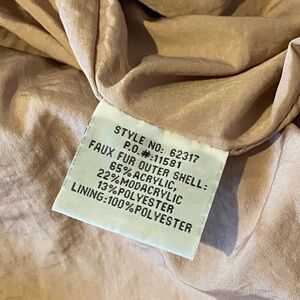 STYLE NO: 62317
P.O.#:11581
FAUX FUR OUTER SHELL:
65%ACRYLIC,
22%MODACRYLIC
13%POLYESTER
LINING:100%POLYESTER